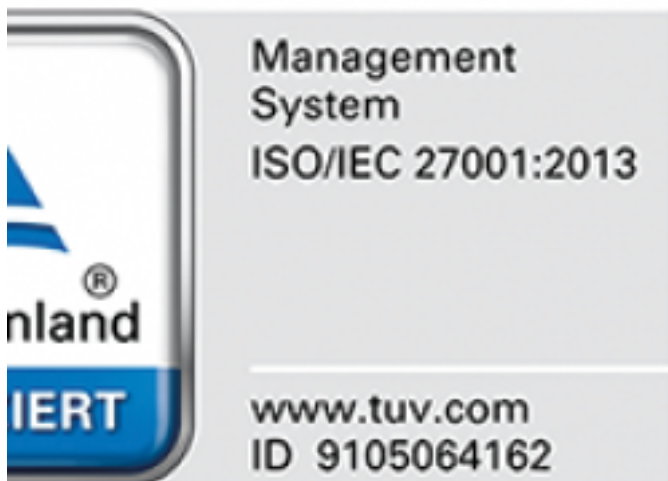 Management
System
ISO/IEC 27001:2013
®
nland
IERT
www.tuv.com
ID 9105064162